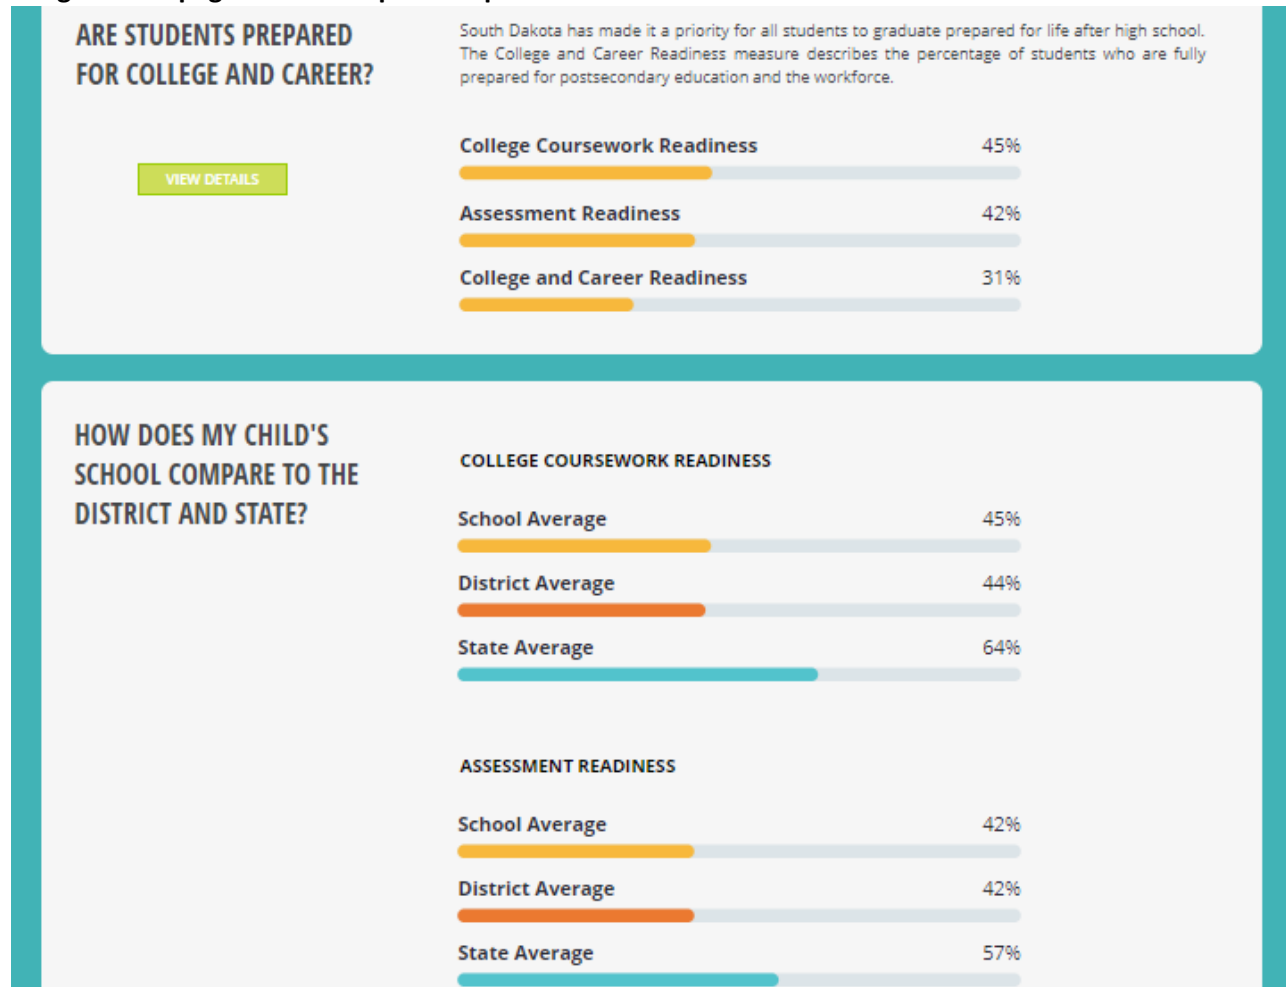 ARE STUDENTS PREPARED
FOR COLLEGE AND CAREER?
VIEW DETAILS
South Dakota has made it a priority for all students to graduate prepared for life after high school.
The College and Career Readiness measure describes the percentage of students who are fully
prepared for postsecondary education and the workforce.
College Coursework Readiness 45%
Assessment Readiness 42%
College and Career Readiness 31%
HOW DOES MY CHILD'S
SCHOOL COMPARE TO THE
DISTRICT AND STATE?
COLLEGE COURSEWORK READINESS
School Average 45%
District Average 44%
State Average 64%
ASSESSMENT READINESS
School Average 42%
District Average 42%
State Average 57%